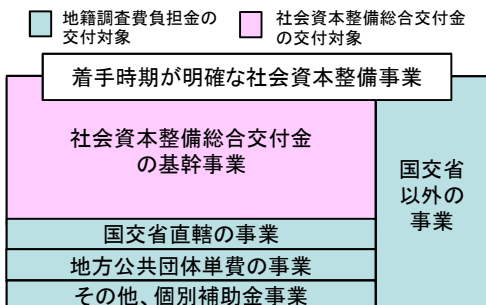 地籍調査費負担金の
交付対象
社会資本整備総合交付金
の交付対象
着手時期が明確な社会資本整備事業
社会資本整備総合交付金
の基幹事業
国交省
以外の
事業
国交省直轄の事業
地方公共団体単費の事業
その他、個別補助金事業